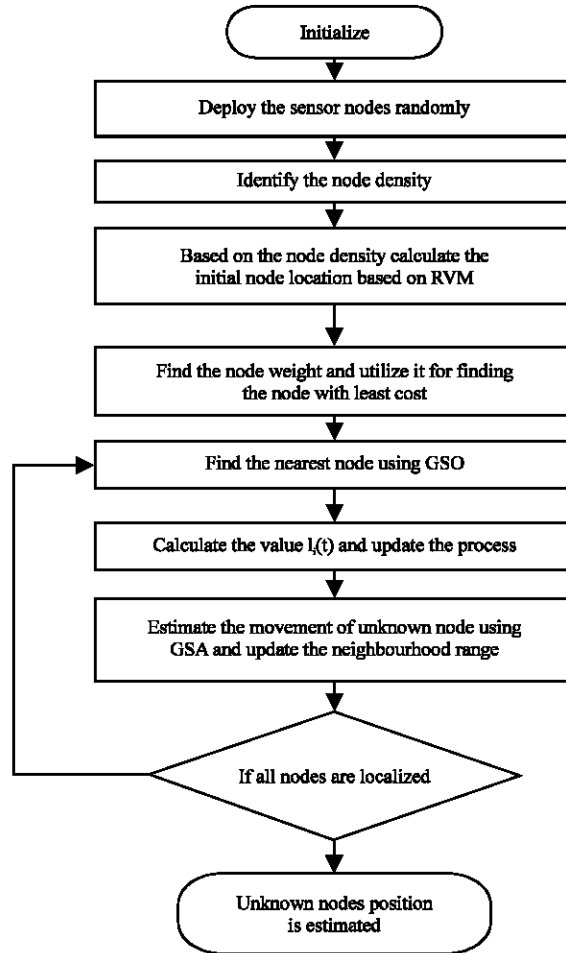 Initialize
Deploy the sensor nodes randomly
Identify the node density
Based on the node density calculate the
initial node location based on RVM
Find the node weight and utilize it for finding
the node with least cost
Find the nearest node using GSO
Calculate the value lᵢ(t) and update the process
Estimate the movement of unknown node using
GSA and update the neighbourhood range
If all nodes are localized
Unknown nodes position
is estimated